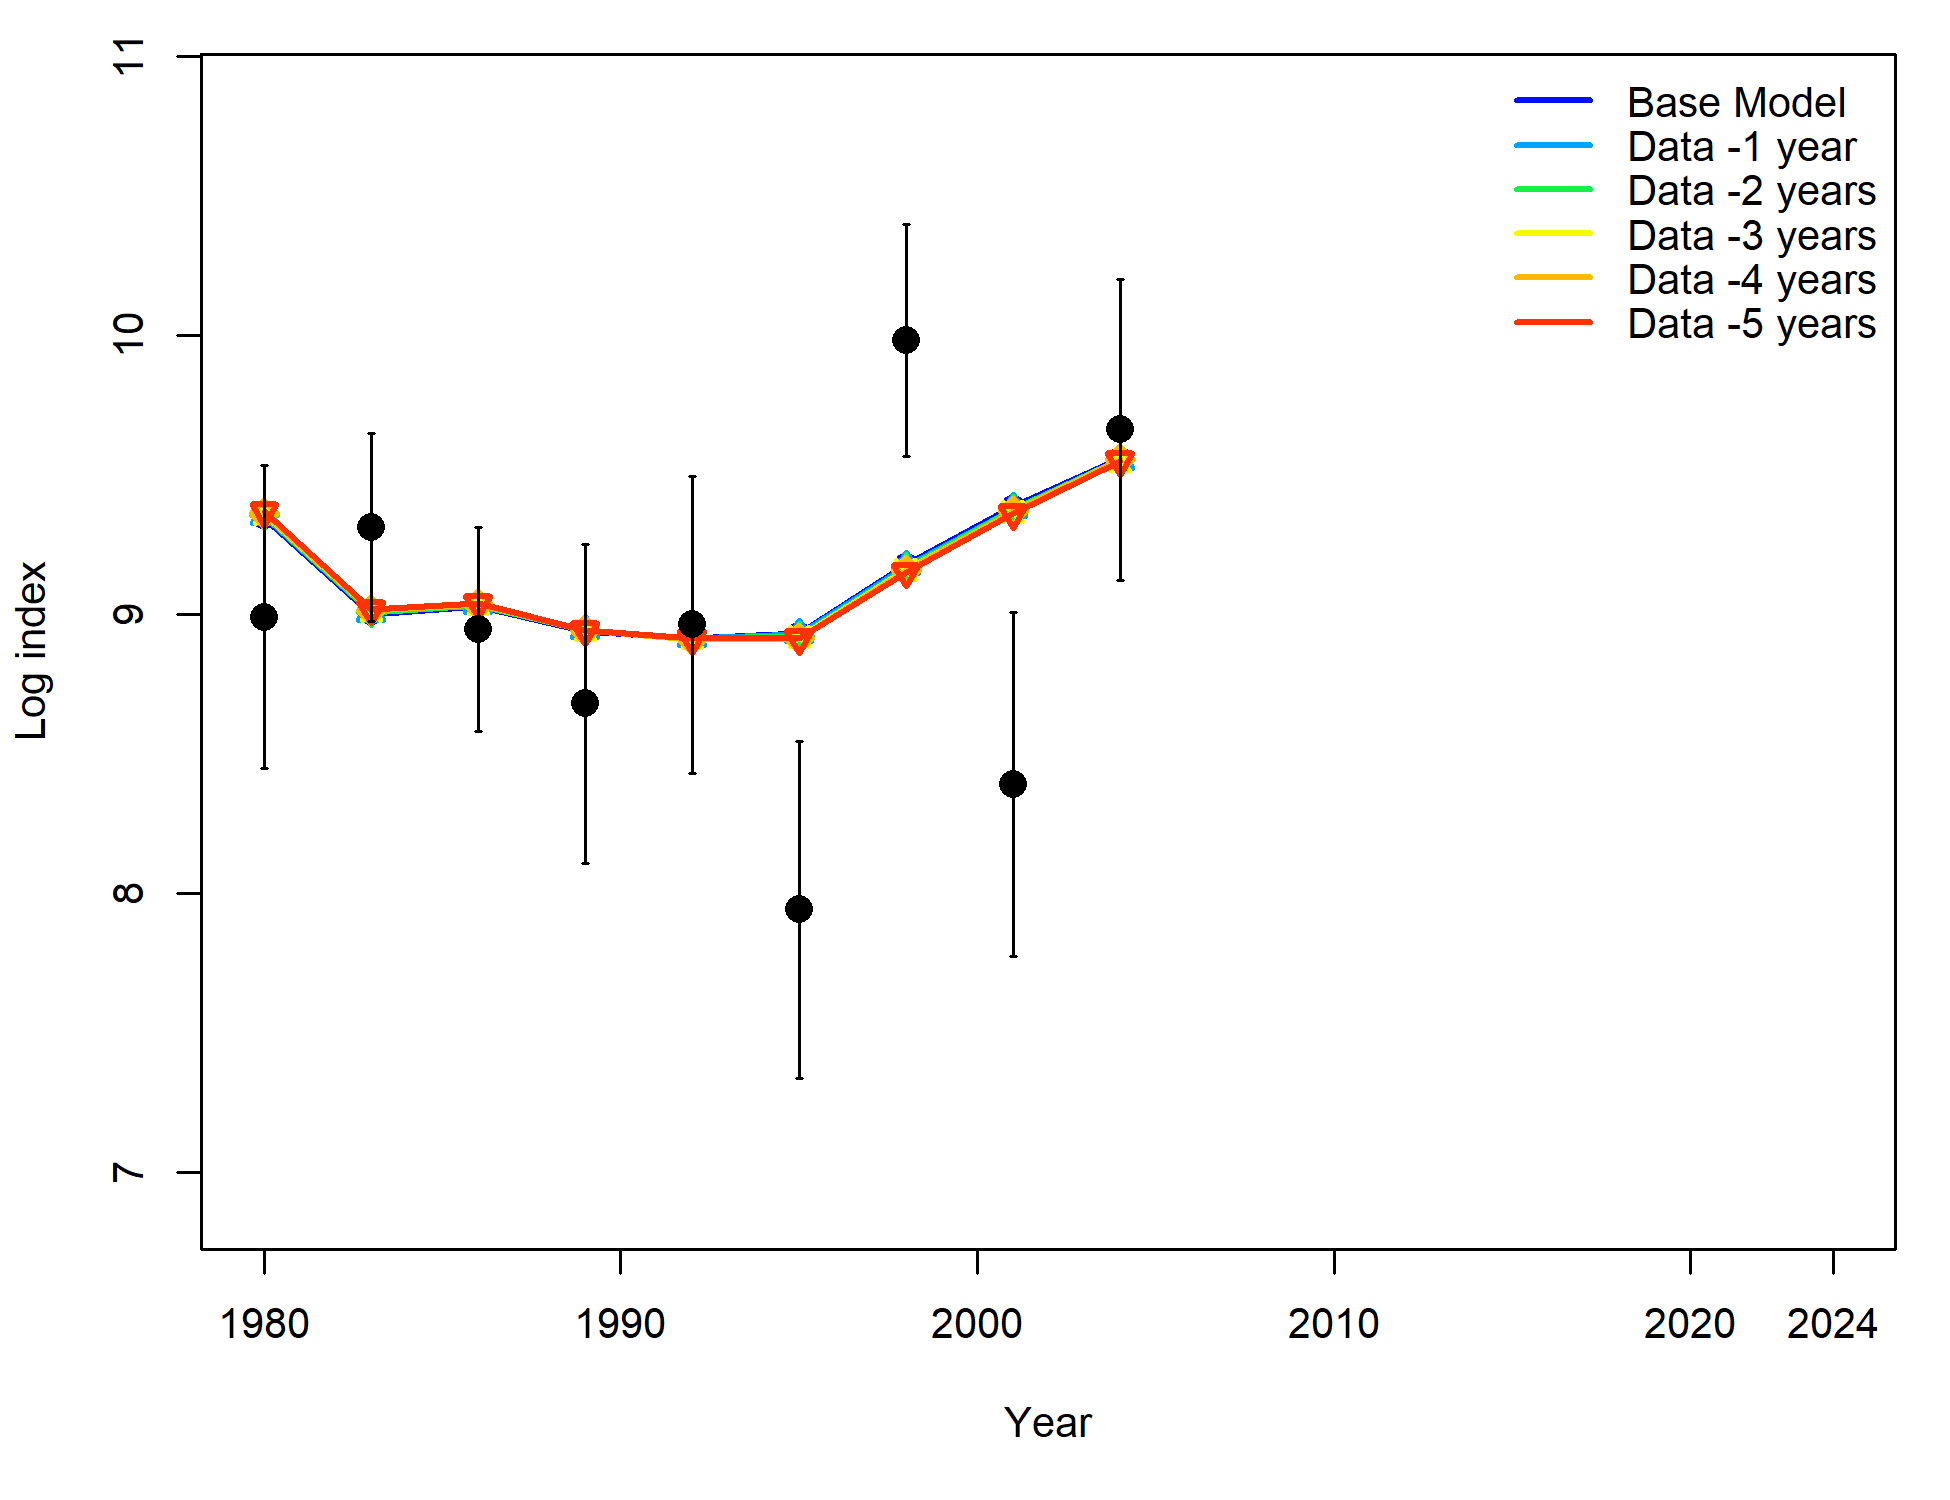 11
10
9
8
7
Log index
Base Model
Data -1 year
Data -2 years
Data -3 years
Data -4 years
Data -5 years
1980 1990 2000 2010 2020 2024
Year